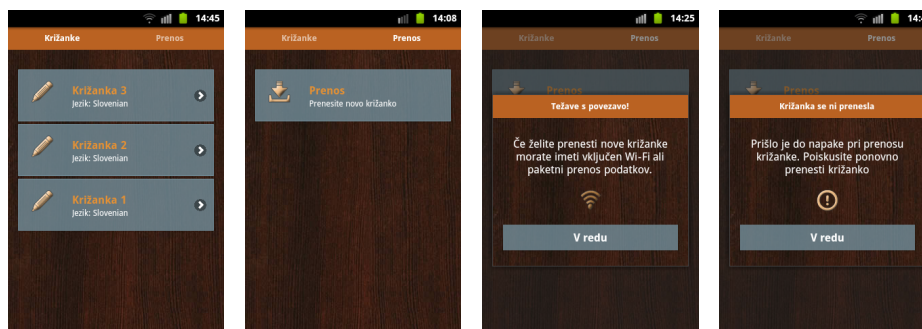 14:45
Križanke Prenos
Križanka 3
Jezik: Slovenian
Križanka 2
Jezik: Slovenian
Križanka 1
Jezik: Slovenian
14:08
Križanke Prenos
Prenos
Prenesite novo križanko
14:25
Križanke Prenos
Prenos
Težave s povezavo!
Če želite prenesti nove križanke
morate imeti vključen Wi-Fi ali
paketni prenos podatkov.
V redu
Križanke Prenos
Prenos
Križanka se ni prenesla
Prišlo je do napake pri prenosu
križanke. Poiskusite ponovno
prenesti križanko
V redu